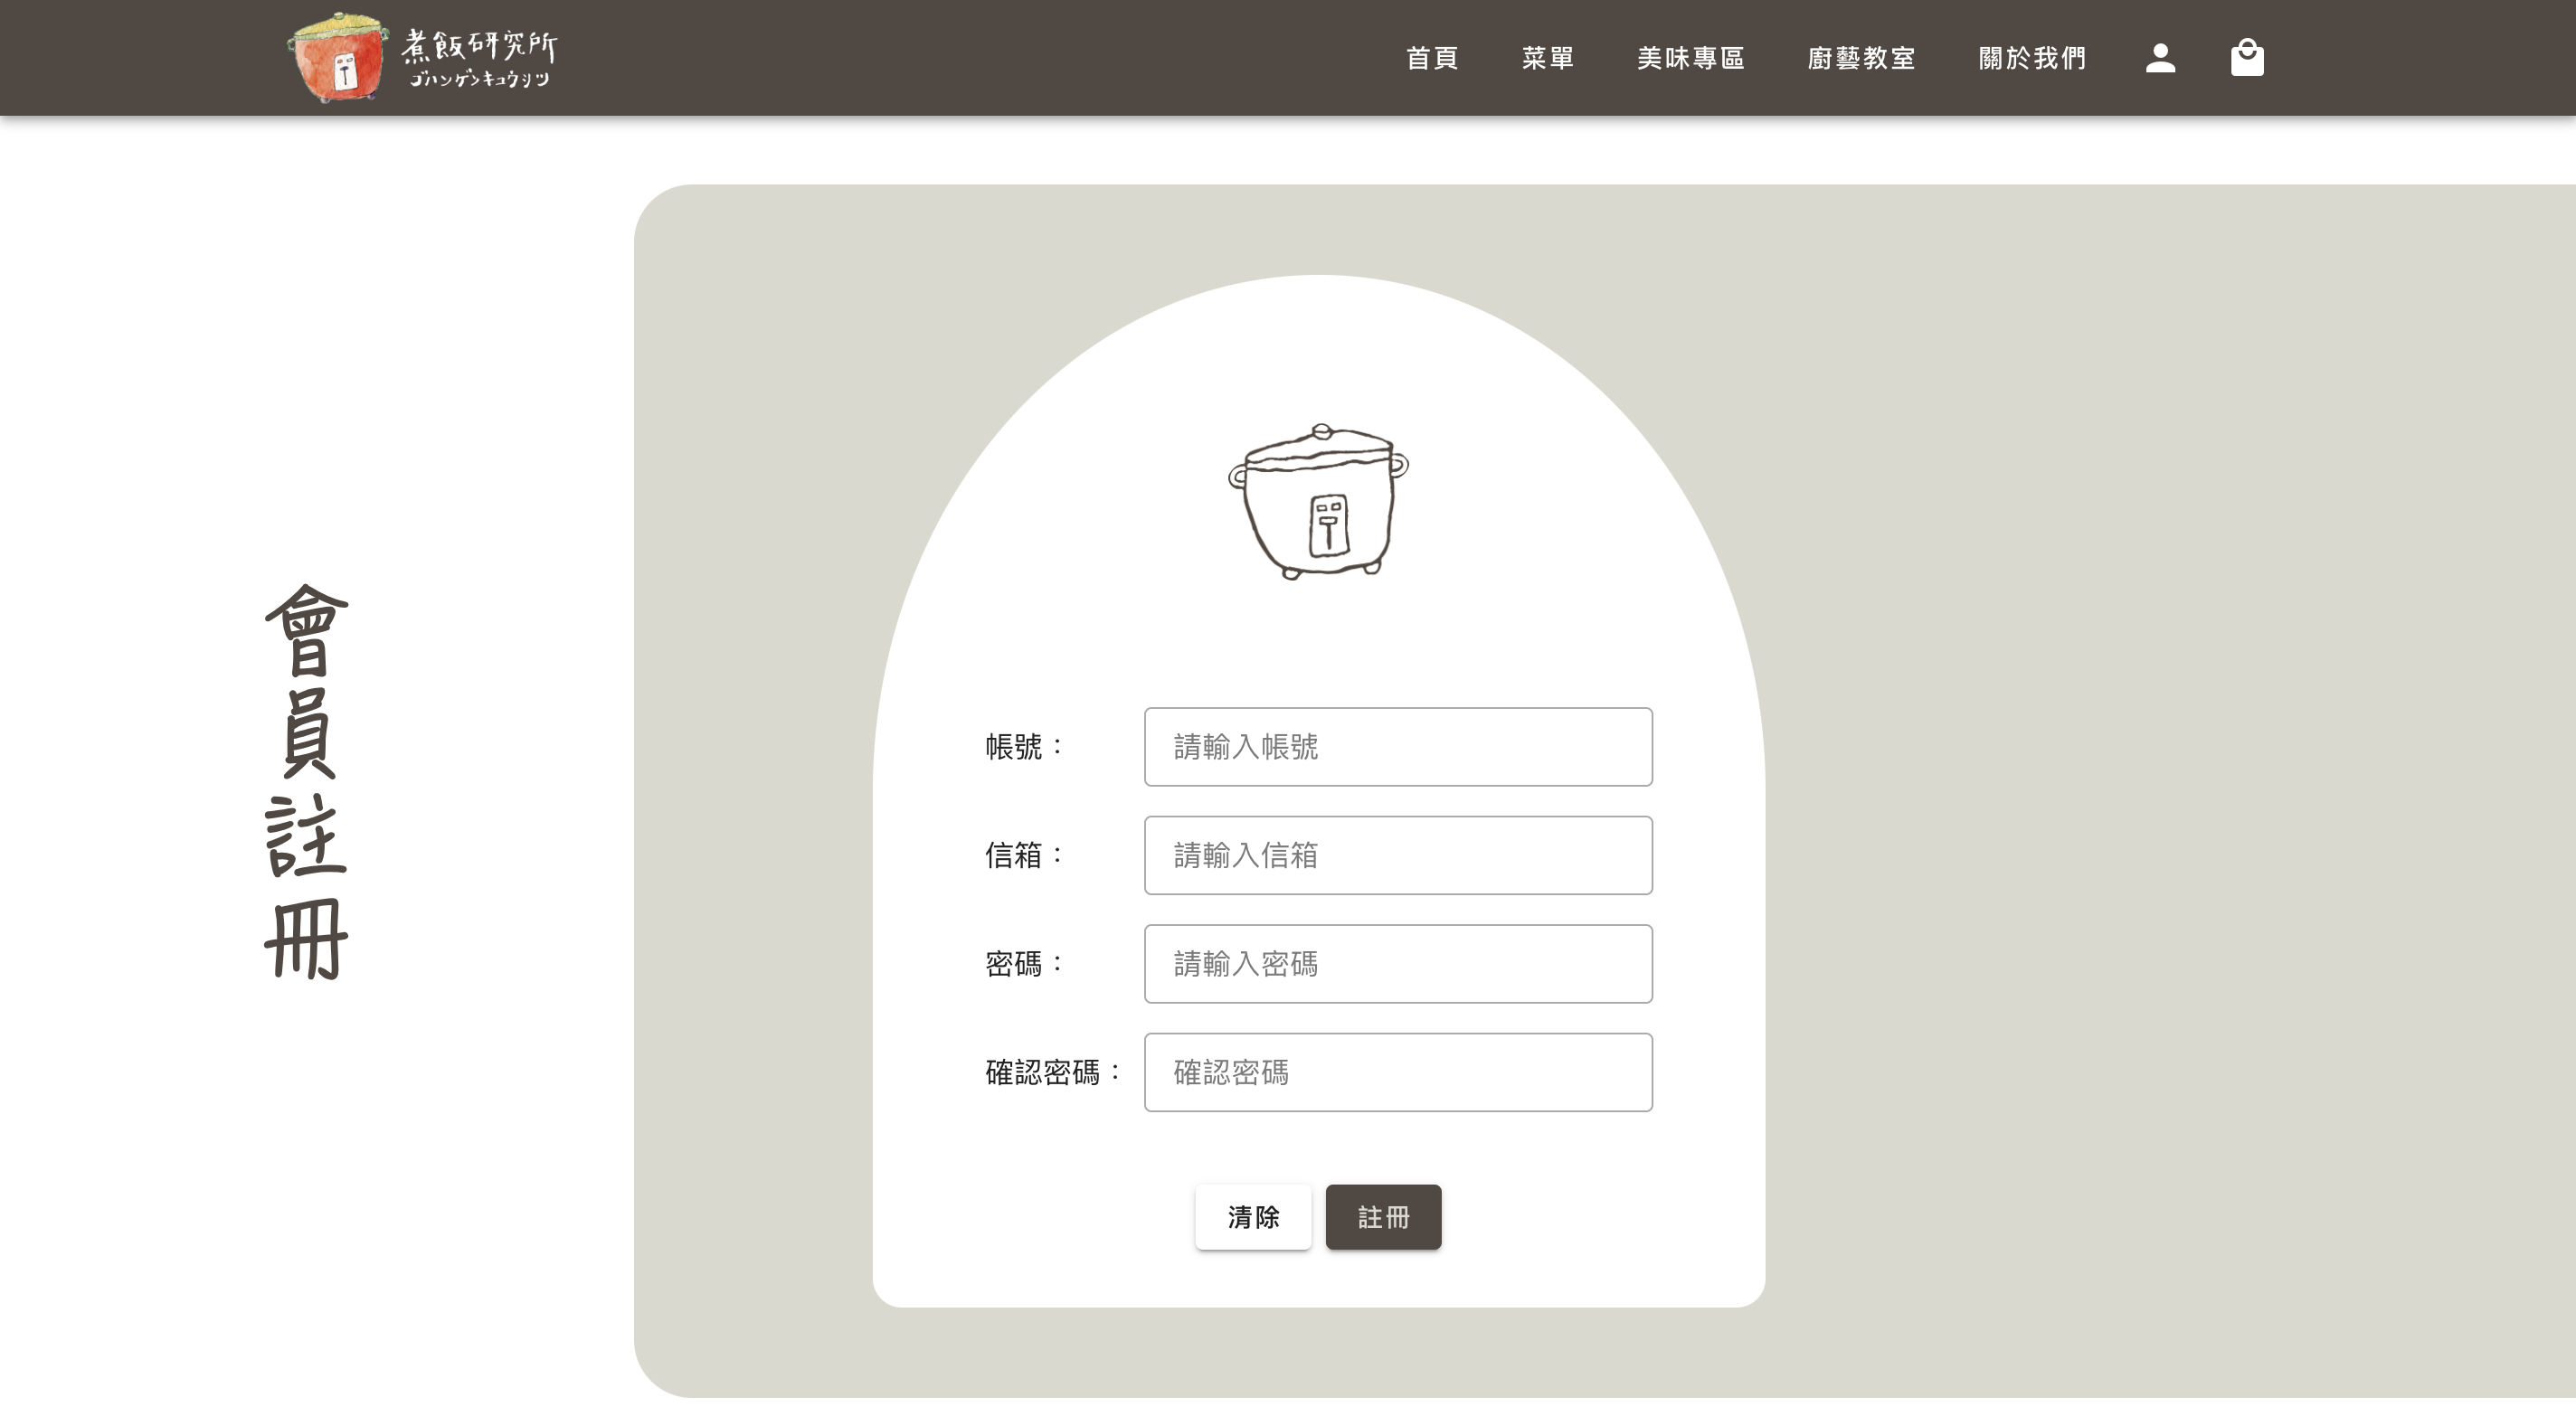 煮飯研究所
ゴハンゲンキュウシツ
首頁 菜單 美味專區 廚藝教室 關於我們
會員註冊
帳號： 請輸入帳號
信箱： 請輸入信箱
密碼： 請輸入密碼
確認密碼： 確認密碼
清除 註冊